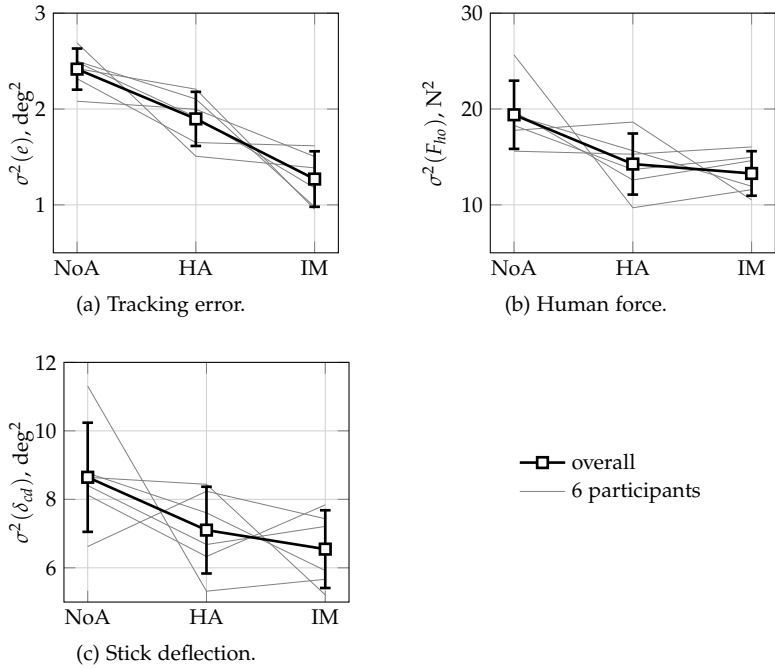 3
2
1
σ²(e), deg²
NoA HA IM
(a) Tracking error.
30
20
10
σ²(F_ho), N²
NoA HA IM
(b) Human force.
12
10
8
6
σ²(δ_cd), deg²
NoA HA IM
(c) Stick deflection.
overall
6 participants